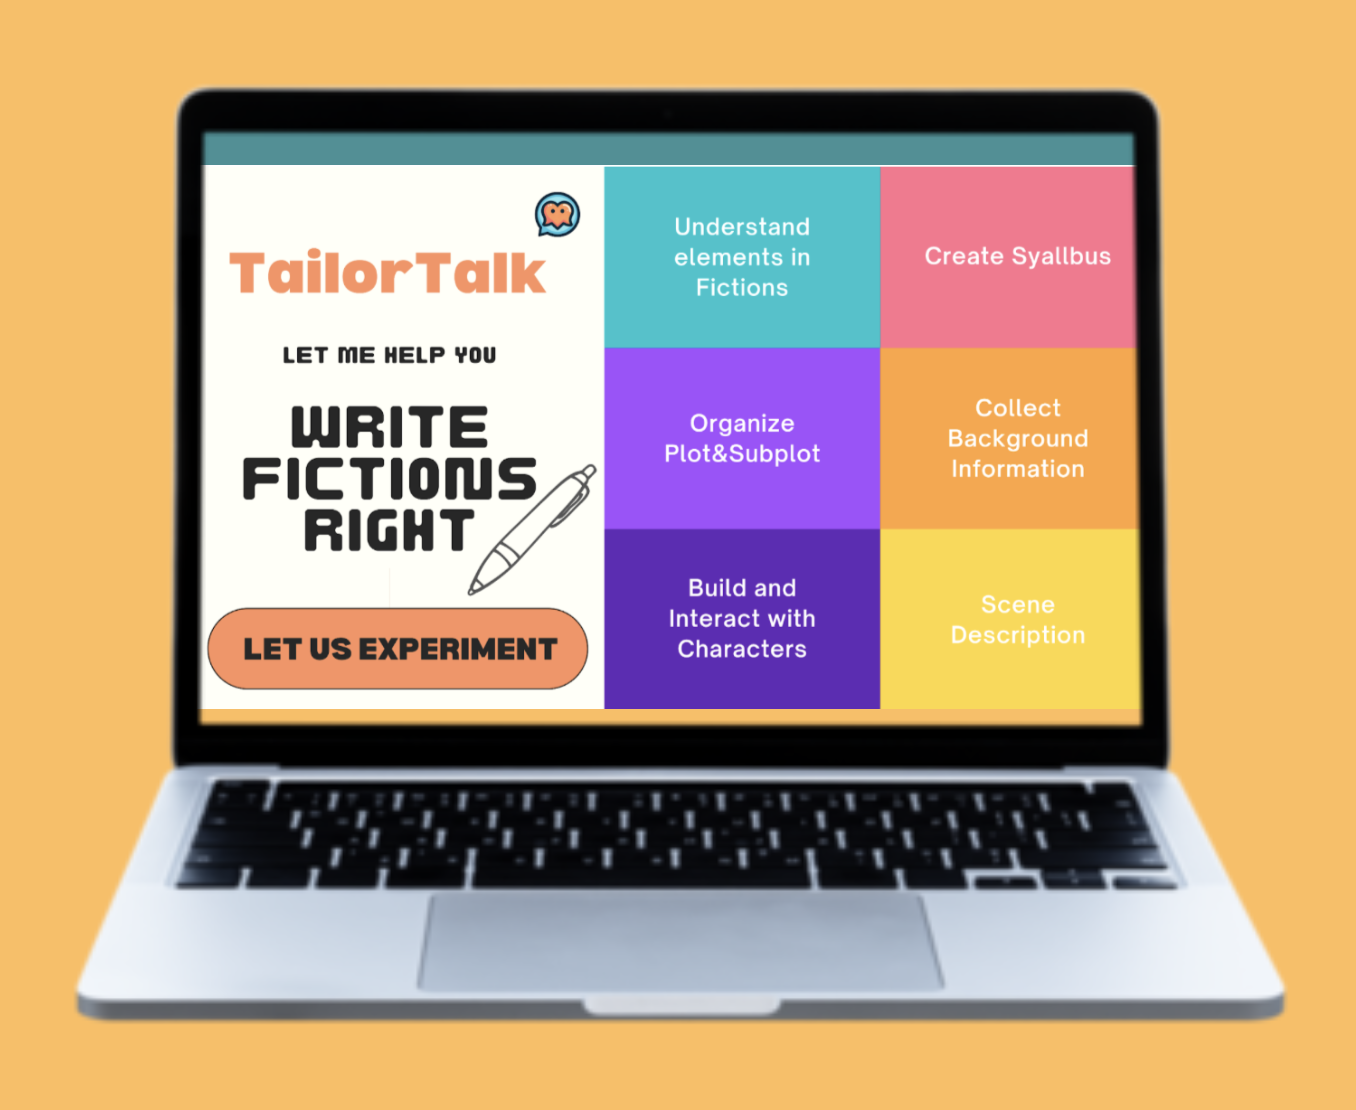 TailorTalk
LET ME HELP YOU
WRITE
FICTIONS
RIGHT
LET US EXPERIMENT
Understand
elements in
Fictions
Create Syallbus
Organize
Plot&Subplot
Collect
Background
Information
Build and
Interact with
Characters
Scene
Description